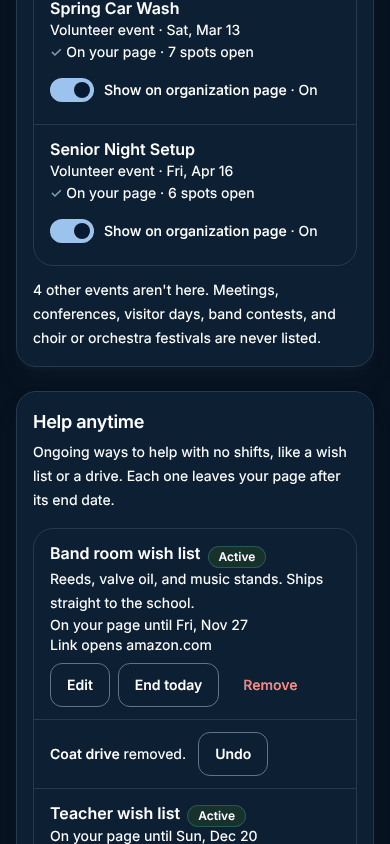 Spring Car Wash
Volunteer event · Sat, Mar 13
✓ On your page · 7 spots open
Show on organization page · On
Senior Night Setup
Volunteer event · Fri, Apr 16
✓ On your page · 6 spots open
Show on organization page · On
4 other events aren't here. Meetings,
conferences, visitor days, band contests, and
choir or orchestra festivals are never listed.
Help anytime
Ongoing ways to help with no shifts, like a wish
list or a drive. Each one leaves your page after
its end date.
Band room wish list Active
Reeds, valve oil, and music stands. Ships
straight to the school.
On your page until Fri, Nov 27
Link opens amazon.com
Edit End today Remove
Coat drive removed. Undo
Teacher wish list Active
On your page until Sun, Dec 20